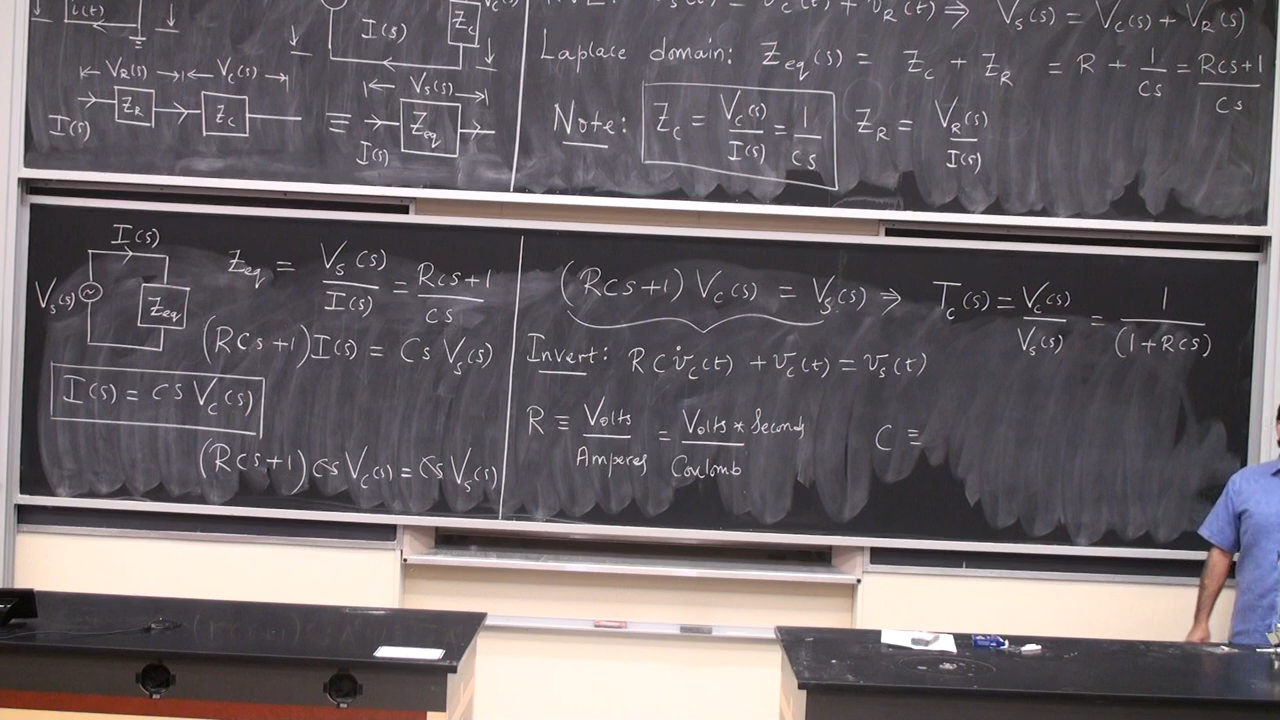 i(t)
I(s)
Z_C
V_R(s) V_C(s)
V_S(s)
I(s) Z_R Z_C ≡ I(s) Z_eq
⇒ V_S(s) = V_C(s) + V_R(s)
Laplace domain: Z_eq(s) = Z_C + Z_R = R + 1/CS = RCS+1/CS
Note: Z_C = V_C(s)/I(s) = 1/CS Z_R = V_R(s)/I(s)
I(s)
V_S(s) Z_eq
Z_eq = V_S(s)/I(s) = RCS+1/CS
(RCS+1) I(s) = CS V_S(s)
I(s) = CS V_C(s)
(RCS+1) CS V_C(s) = CS V_S(s)
(RCS+1) V_C(s) = V_S(s) ⇒ T_C(s) = V_C(s)/V_S(s) = 1/(1+RCS)
Invert: RC v̇_C(t) + v_C(t) = v_S(t)
R ≡ Volts/Amperes = Volts * Seconds/Coulomb C ≡